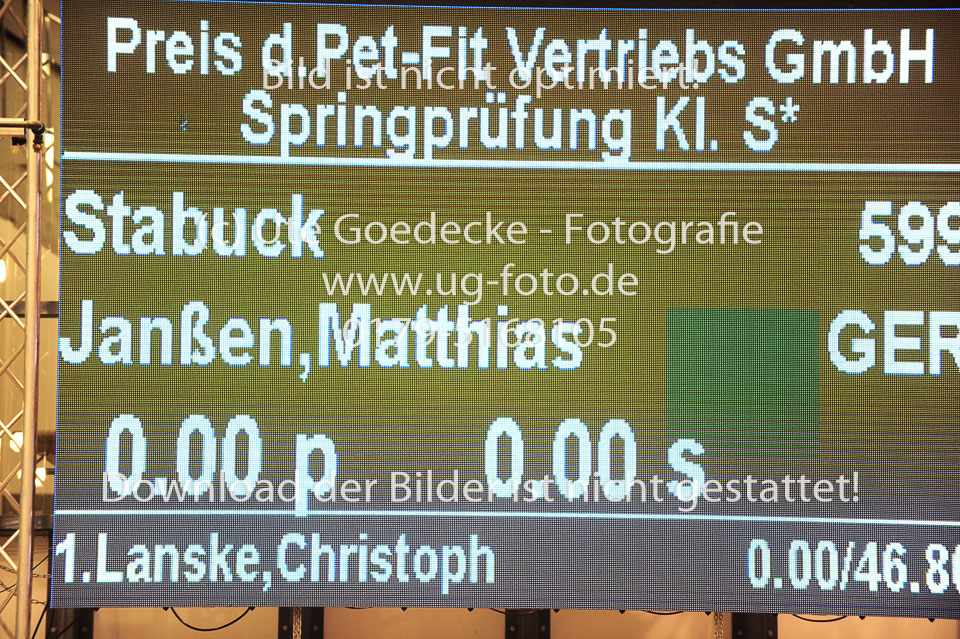 Preis d.Pet-Fit Vertriebs GmbH
Bild ist nicht optimiert!
Springprüfung Kl. S*
Stabuck 599
(c) Ute Goedecke - Fotografie
www.ug-foto.de
Janßen,Matthias GER
0.00 p 0.00 s
Download der Bilder ist nicht gestattet!
1.Lanske,Christoph 0.00/46.80